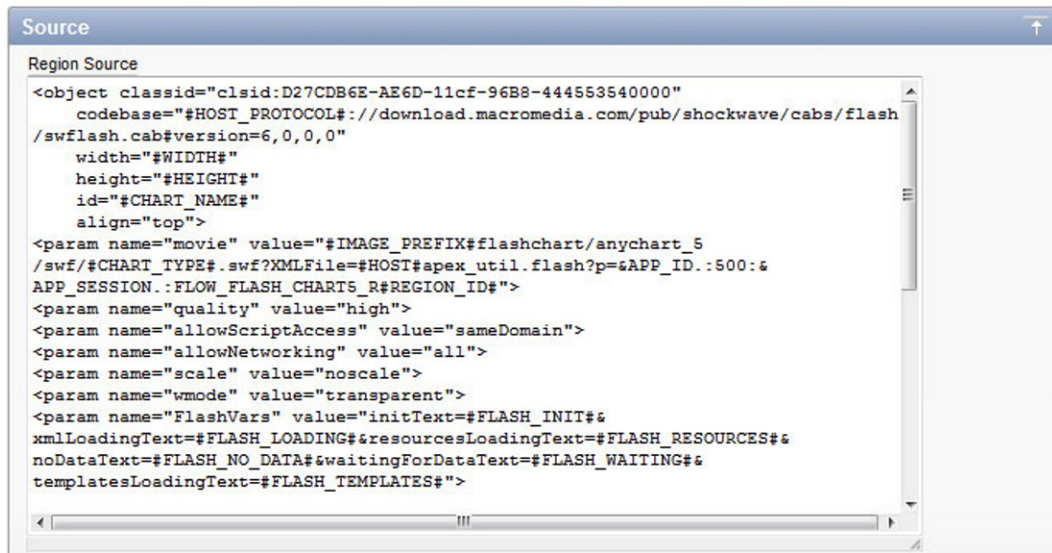 Source
Region Source
<object classid="clsid:D27CDB6E-AE6D-11cf-96B8-444553540000"
    codebase="#HOST_PROTOCOL#://download.macromedia.com/pub/shockwave/cabs/flash
/swflash.cab#version=6,0,0,0"
    width="#WIDTH#"
    height="#HEIGHT#"
    id="#CHART_NAME#"
    align="top">
<param name="movie" value="#IMAGE_PREFIX#flashchart/anychart_5
/swf/#CHART_TYPE#.swf?XMLFile=#HOST#apex_util.flash?p=&APP_ID.:500:&
APP_SESSION.:FLOW_FLASH_CHART5_R#REGION_ID#">
<param name="quality" value="high">
<param name="allowScriptAccess" value="sameDomain">
<param name="allowNetworking" value="all">
<param name="scale" value="noscale">
<param name="wmode" value="transparent">
<param name="FlashVars" value="initText=#FLASH_INIT#&
xmlLoadingText=#FLASH_LOADING#&resourcesLoadingText=#FLASH_RESOURCES#&
noDataText=#FLASH_NO_DATA#&waitingForDataText=#FLASH_WAITING#&
templatesLoadingText=#FLASH_TEMPLATES#">